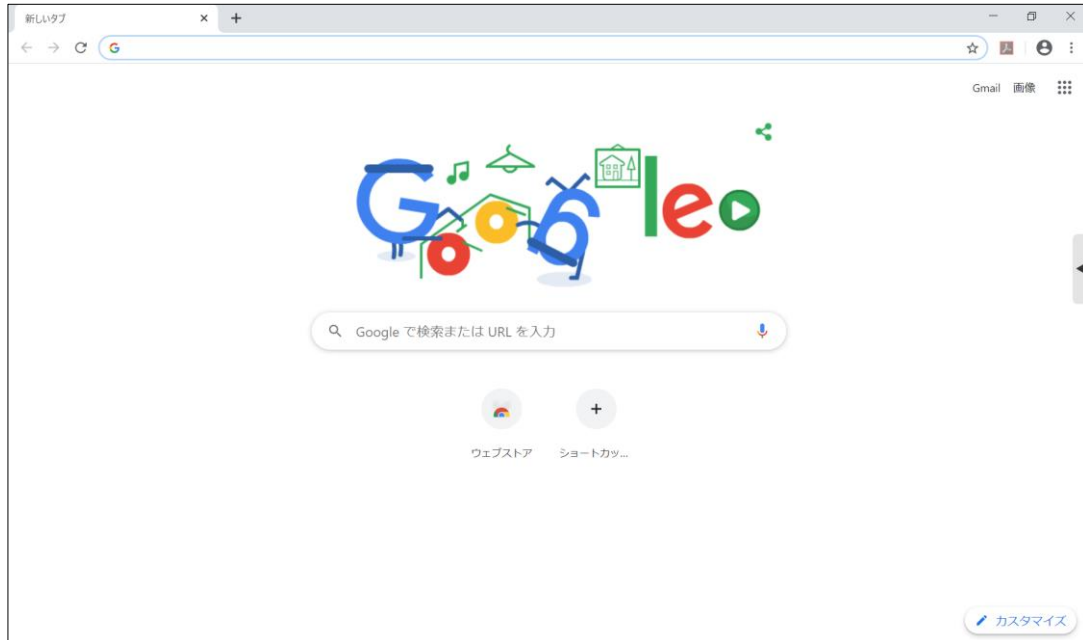 新しいタブ
Gmail 画像
Google
Google で検索または URL を入力
ウェブストア ショートカッ...
カスタマイズ